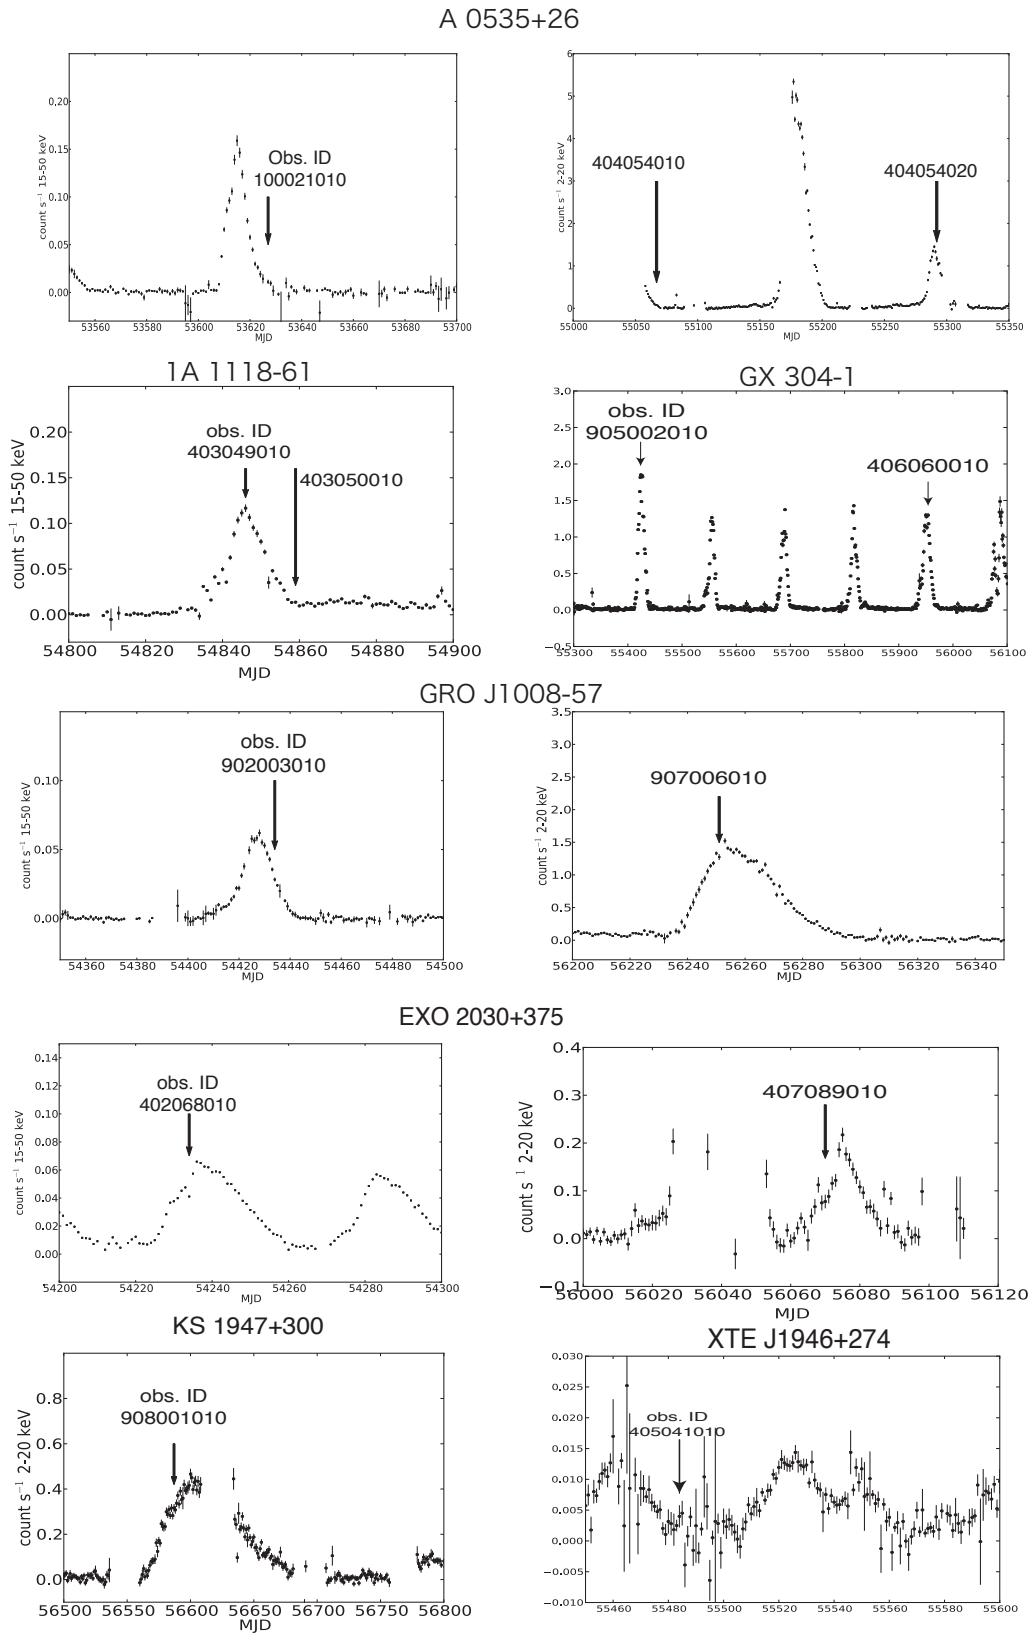 A 0535+26
0.20
0.15
0.10
0.05
0.00
count s⁻¹ 15-50 keV
Obs. ID
100021010
53560 53580 53600 53620 53640 53660 53680 53700
MJD
6
5
4
3
2
1
0
count s⁻¹ 2-20 keV
404054010
404054020
55000 55050 55100 55150 55200 55250 55300 55350
MJD
1A 1118-61
0.20
0.15
0.10
0.05
0.00
count s⁻¹ 15-50 keV
obs. ID
403049010
403050010
54800 54820 54840 54860 54880 54900
MJD
GX 304-1
3.0
2.5
2.0
1.5
1.0
0.5
0.0
−0.5
obs. ID
905002010
406060010
55300 55400 55500 55600 55700 55800 55900 56000 56100
GRO J1008-57
0.10
0.05
0.00
count s⁻¹ 15-50 keV
obs. ID
902003010
54360 54380 54400 54420 54440 54460 54480 54500
MJD
3.5
3.0
2.5
2.0
1.5
1.0
0.5
0.0
count s⁻¹ 2-20 keV
907006010
56200 56220 56240 56260 56280 56300 56320 56340
MJD
EXO 2030+375
0.14
0.12
0.10
0.08
0.06
0.04
0.02
0.00
count s⁻¹ 15-50 keV
obs. ID
402068010
54200 54220 54240 54260 54280 54300
MJD
0.4
0.3
0.2
0.1
0.0
−0.1
count s⁻¹ 2-20 keV
407089010
56000 56020 56040 56060 56080 56100 56120
MJD
KS 1947+300
0.8
0.6
0.4
0.2
0.0
count s⁻¹ 2-20 keV
obs. ID
908001010
56500 56550 56600 56650 56700 56750 56800
MJD
XTE J1946+274
0.030
0.025
0.020
0.015
0.010
0.005
0.000
−0.005
−0.010
obs. ID
405041010
55460 55480 55500 55520 55540 55560 55580 55600